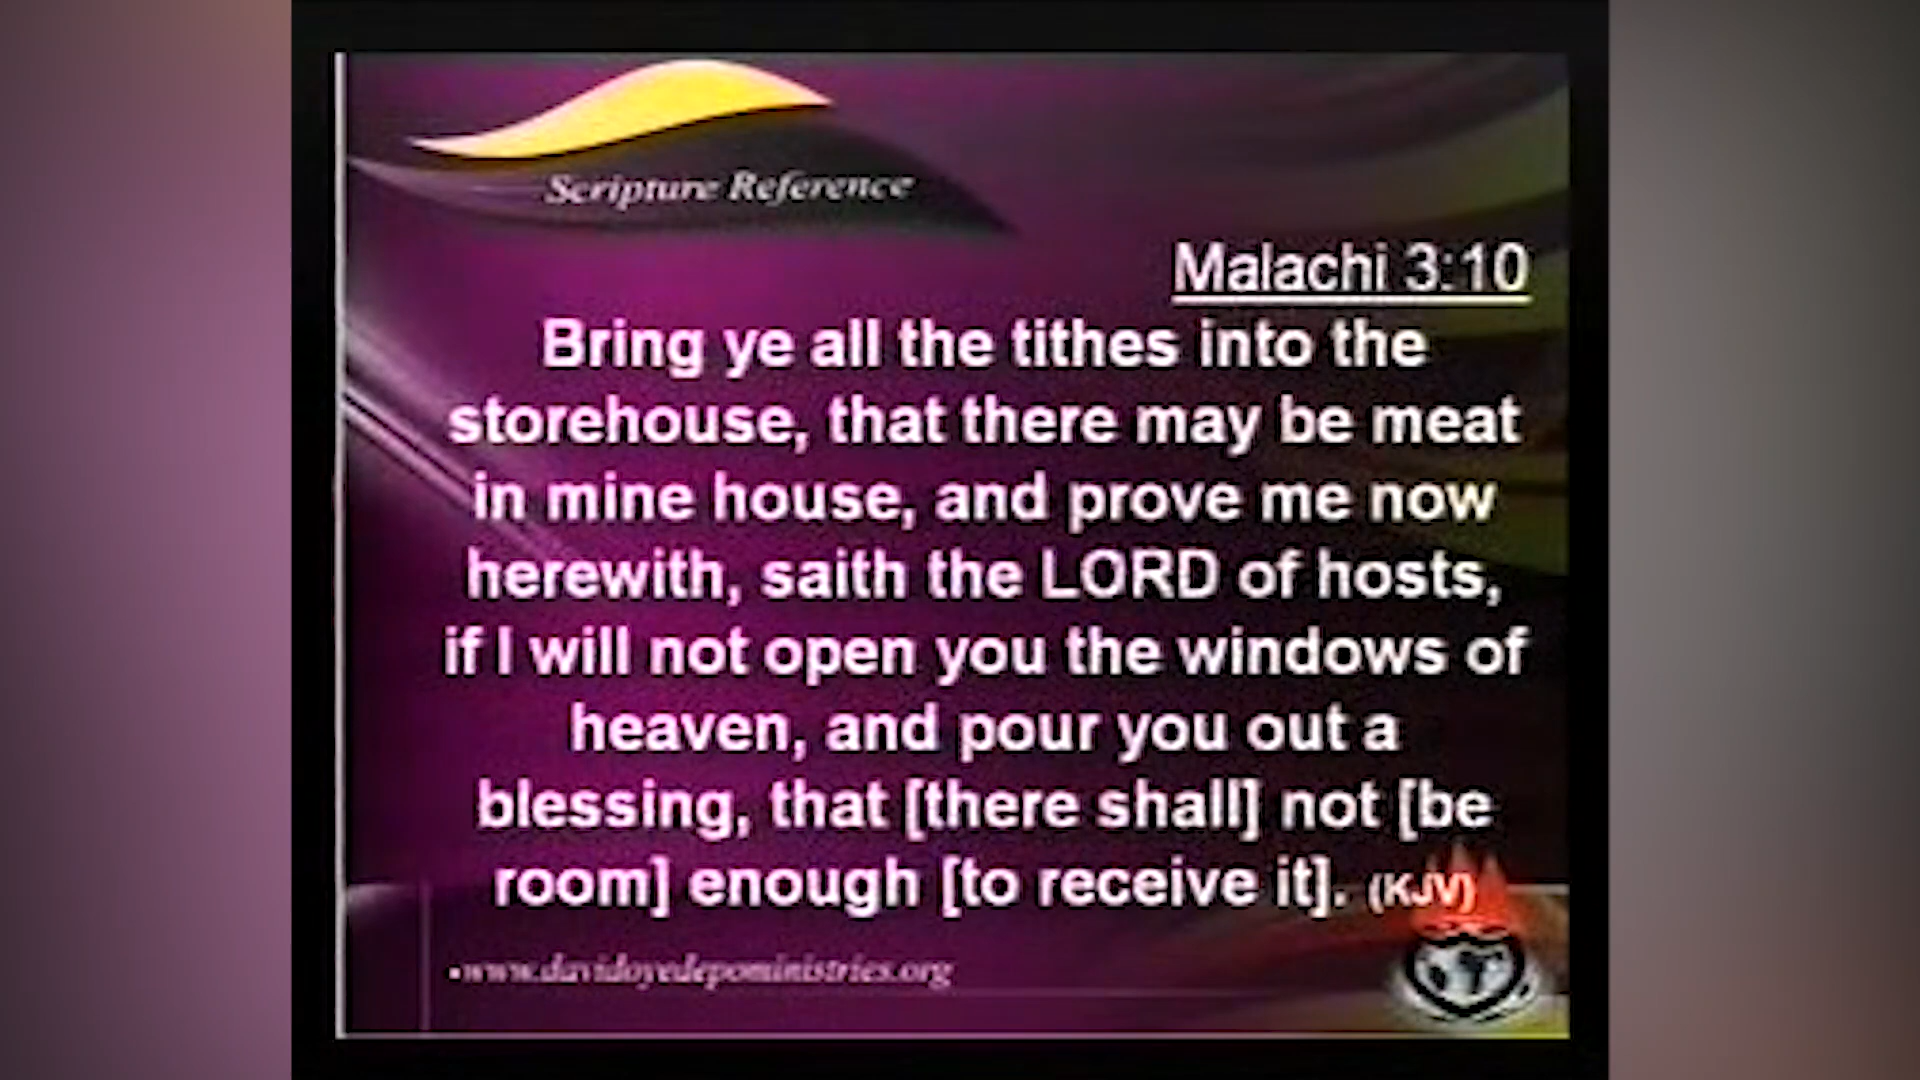 Scripture Reference
Malachi 3:10
Bring ye all the tithes into the
storehouse, that there may be meat
in mine house, and prove me now
herewith, saith the LORD of hosts,
if I will not open you the windows of
heaven, and pour you out a
blessing, that [there shall] not [be
room] enough [to receive it]. (KJV)
▪www.davidoyedepoministries.org